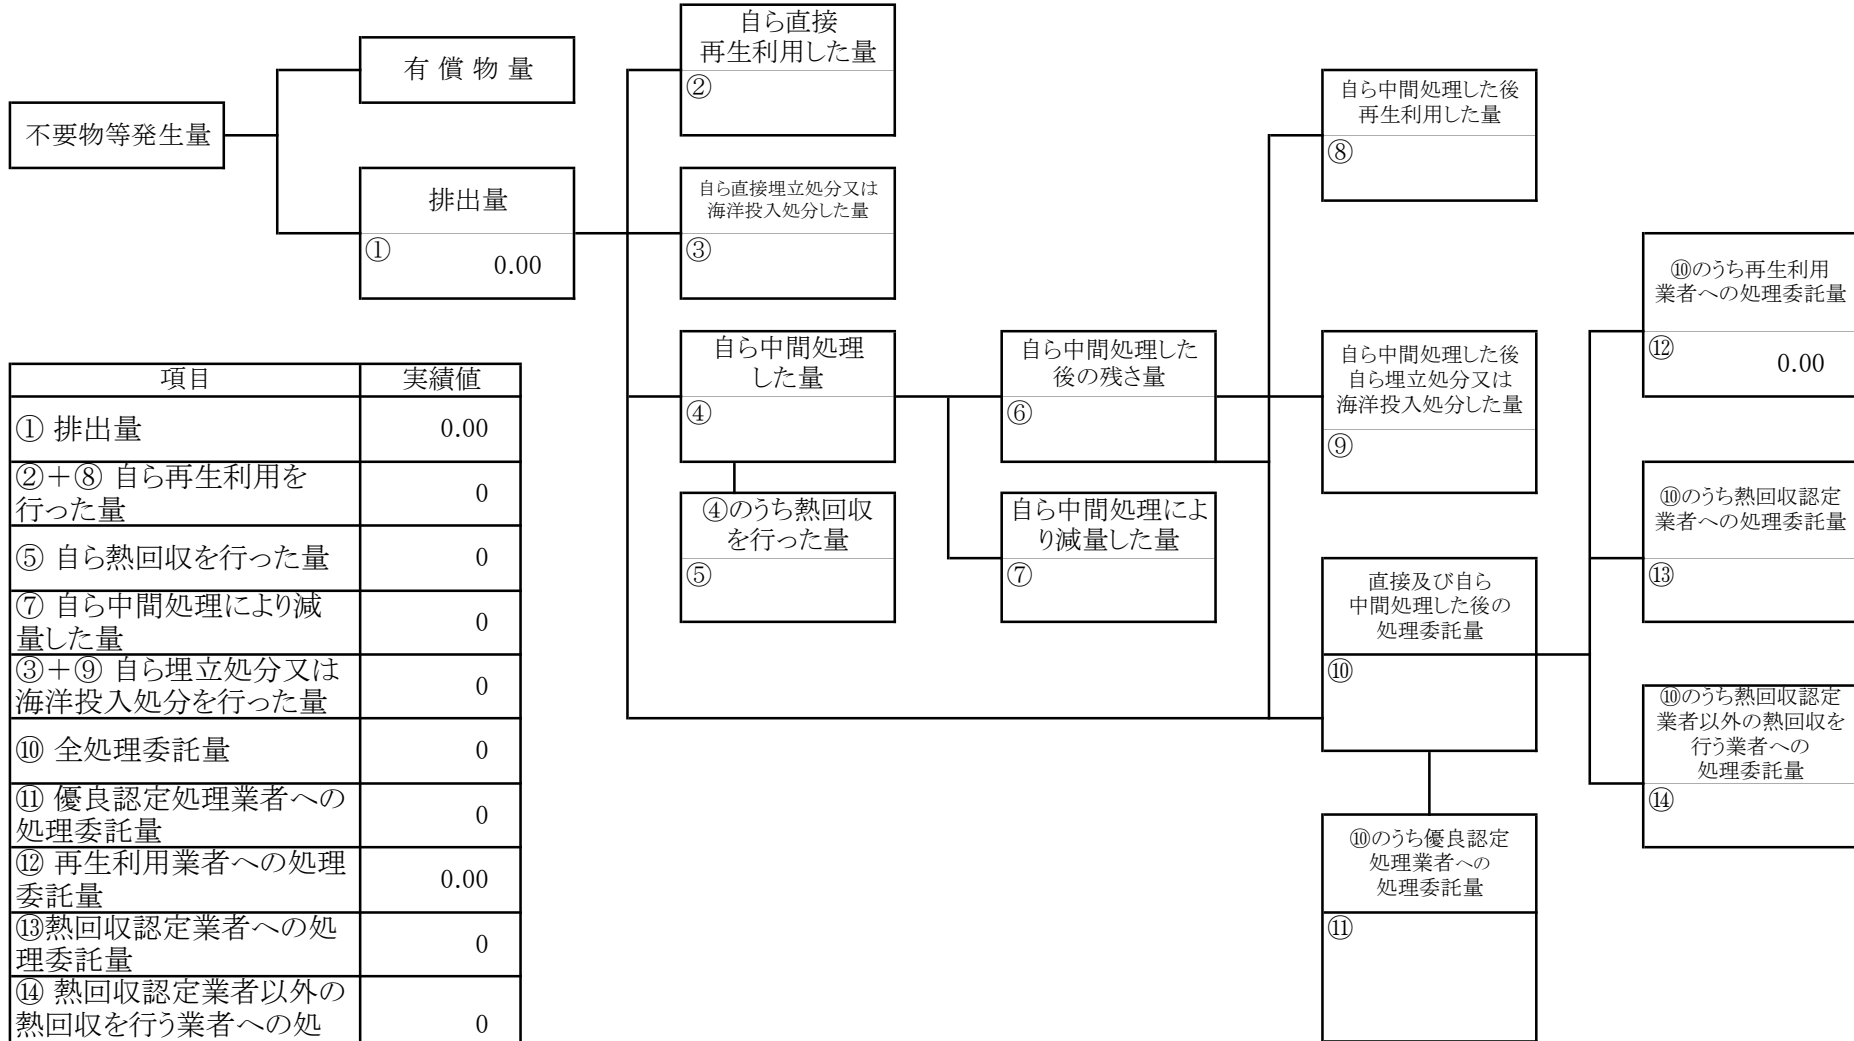 不要物等発生量
有 償 物 量
排出量
①
0.00
自ら直接
再生利用した量
②
自ら直接埋立処分又は
海洋投入処分した量
③
自ら中間処理
した量
④
④のうち熱回収
を行った量
⑤
自ら中間処理した
後の残さ量
⑥
自ら中間処理によ
り減量した量
⑦
自ら中間処理した後
再生利用した量
⑧
自ら中間処理した後
自ら埋立処分又は
海洋投入処分した量
⑨
直接及び自ら
中間処理した後の
処理委託量
⑩
⑩のうち優良認定
処理業者への
処理委託量
⑪
⑩のうち再生利用
業者への処理委託量
⑫
0.00
⑩のうち熱回収認定
業者への処理委託量
⑬
⑩のうち熱回収認定
業者以外の熱回収を
行う業者への
処理委託量
⑭
項目 実績値
① 排出量 0.00
②＋⑧ 自ら再生利用を
行った量 0
⑤ 自ら熱回収を行った量 0
⑦ 自ら中間処理により減
量した量 0
③＋⑨ 自ら埋立処分又は
海洋投入処分を行った量 0
⑩ 全処理委託量 0
⑪ 優良認定処理業者への
処理委託量 0
⑫ 再生利用業者への処理
委託量 0.00
⑬熱回収認定業者への処
理委託量 0
⑭ 熱回収認定業者以外の
熱回収を行う業者への処 0